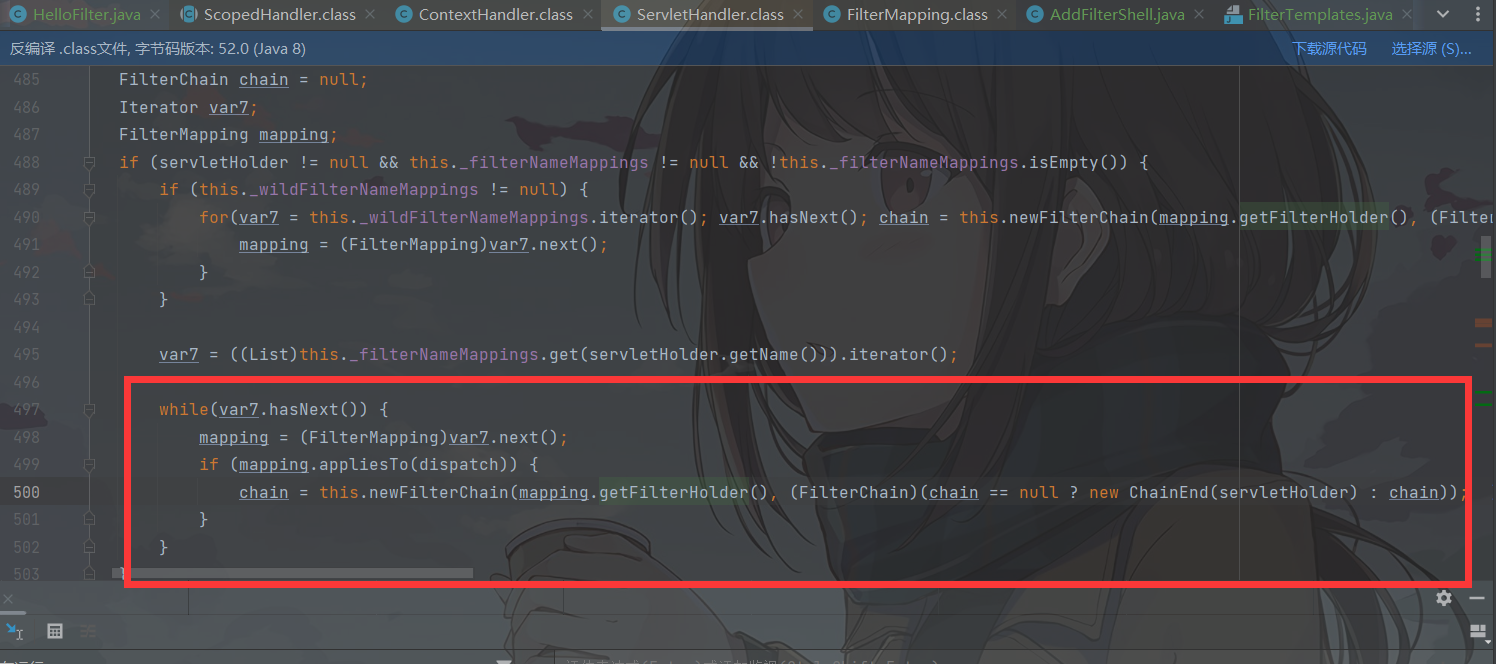 HelloFilter.java ScopedHandler.class ContextHandler.class ServletHandler.class FilterMapping.class AddFilterShell.java FilterTemplates.java
反编译 .class文件, 字节码版本: 52.0 (Java 8) 下载源代码 选择源 (S)...
485 FilterChain chain = null;
486 Iterator var7;
487 FilterMapping mapping;
488 if (servletHolder != null && this._filterNameMappings != null && !this._filterNameMappings.isEmpty()) {
489 if (this._wildFilterNameMappings != null) {
490 for(var7 = this._wildFilterNameMappings.iterator(); var7.hasNext(); chain = this.newFilterChain(mapping.getFilterHolder(), (Filter
491 mapping = (FilterMapping)var7.next();
492 }
493 }
494
495 var7 = ((List)this._filterNameMappings.get(servletHolder.getName())).iterator();
496
497 while(var7.hasNext()) {
498 mapping = (FilterMapping)var7.next();
499 if (mapping.appliesTo(dispatch)) {
500 chain = this.newFilterChain(mapping.getFilterHolder(), (FilterChain)(chain == null ? new ChainEnd(servletHolder) : chain));
501 }
502 }
503 }